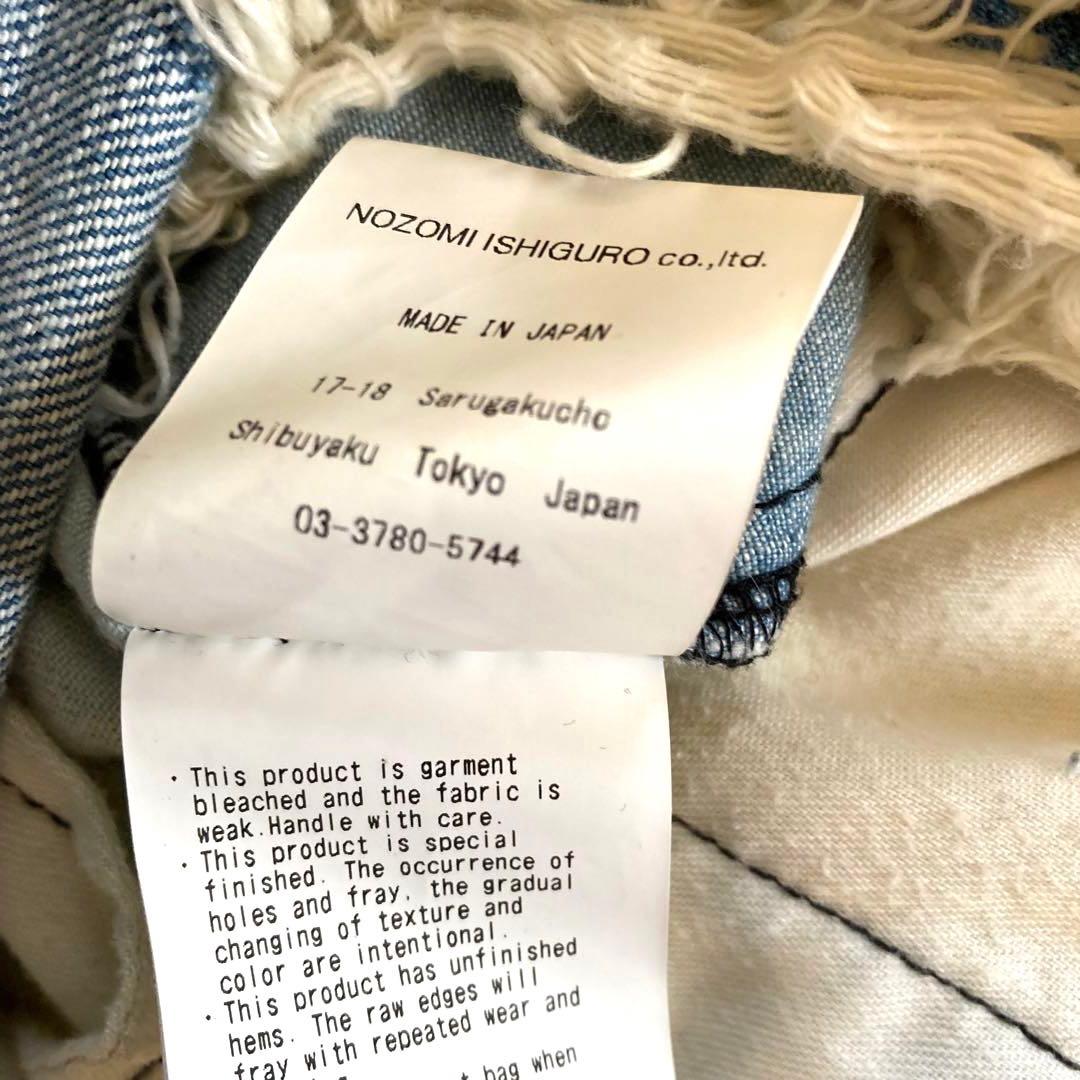 NOZOMI ISHIGURO co.,ltd.
MADE IN JAPAN
17-18 Sarugakucho
Shibuyaku Tokyo Japan
03-3780-5744
· This product is garment
bleached and the fabric is
weak.Handle with care.
· This product is special
finished. The occurrence of
holes and fray, the gradual
changing of texture and
color are intentional.
· This product has unfinished
hems. The raw edges will
fray with repeated wear and
bag when